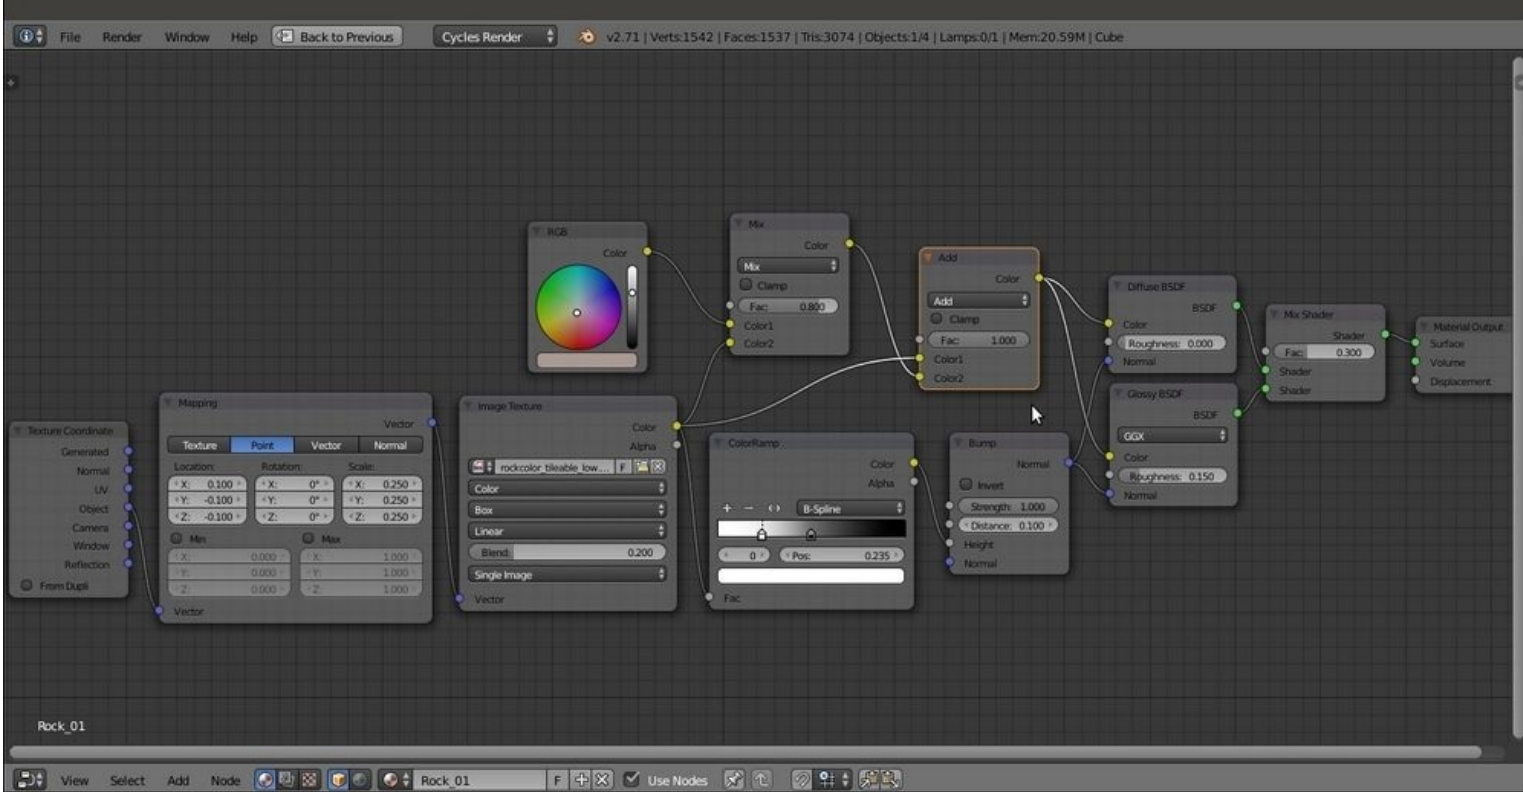 File Render Window Help Back to Previous Cycles Render v2.71 | Verts:1542 | Faces:1537 | Tris:3074 | Objects:1/4 | Lamps:0/1 | Mem:20.59M | Cube
RGB
Color
Mix
Color
Mix
Clamp
Fac: 0.800
Color1
Color2
Add
Color
Add
Clamp
Fac: 1.000
Color1
Color2
Diffuse BSDF
BSDF
Color
Roughness: 0.000
Normal
Mix Shader
Shader
Fac: 0.300
Shader
Shader
Material Output
Surface
Volume
Displacement
Texture Coordinate
Generated
Normal
UV
Object
Camera
Window
Reflection
From Dupli
Mapping
Vector
Texture Point Vector Normal
Location: Rotation: Scale:
X: 0.100 X: 0° X: 0.250
Y: -0.100 Y: 0° Y: 0.250
Z: -0.100 Z: 0° Z: 0.250
Min Max
X: 0.000 X: 1.000
Y: 0.000 Y: 1.000
Z: 0.000 Z: 1.000
Vector
Image Texture
Color
Alpha
rockcolor_tileable_low... F
Color
Box
Linear
Blend: 0.200
Single Image
Vector
ColorRamp
Color
Alpha
B-Spline
0 Pos: 0.235
Fac
Bump
Normal
Invert
Strength: 1.000
Distance: 0.100
Height
Normal
Glossy BSDF
BSDF
GGX
Color
Roughness: 0.150
Normal
Rock_01
View Select Add Node Rock_01 F Use Nodes